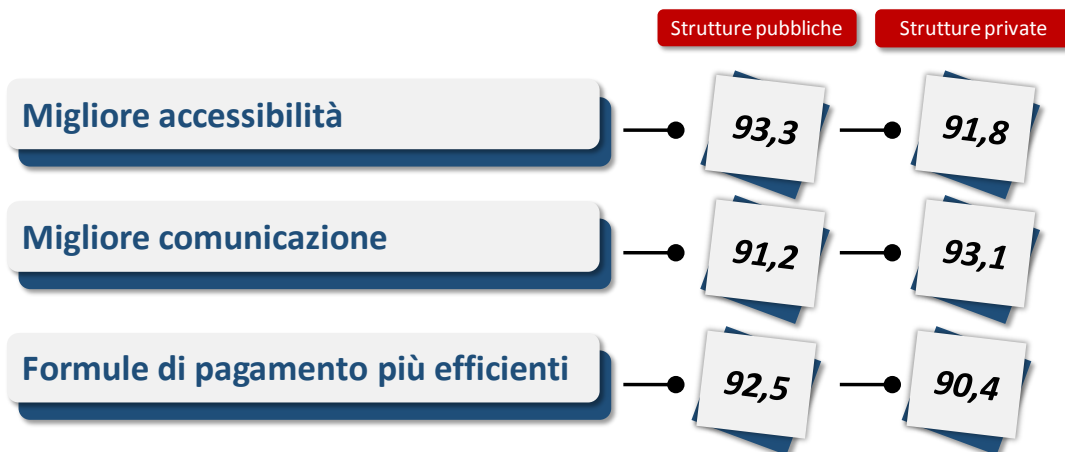 Strutture pubbliche Strutture private
Migliore accessibilità 93,3 91,8
Migliore comunicazione 91,2 93,1
Formule di pagamento più efficienti 92,5 90,4